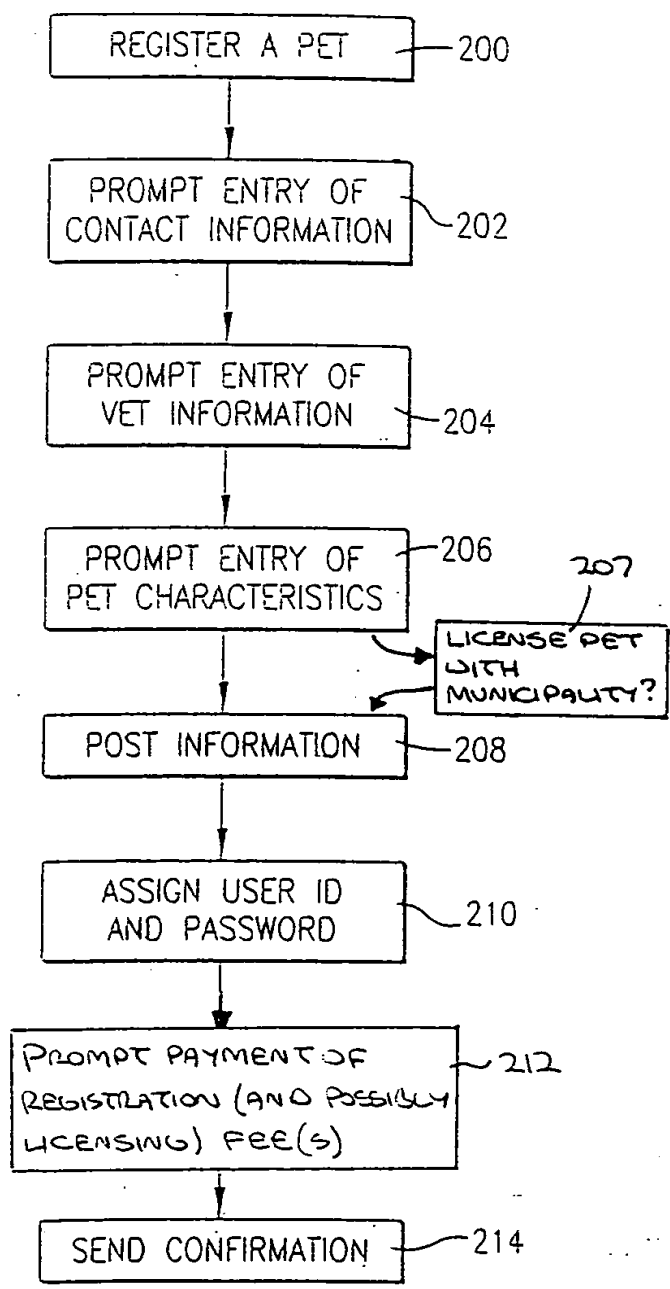 REGISTER A PET
200
PROMPT ENTRY OF
CONTACT INFORMATION
202
PROMPT ENTRY OF
VET INFORMATION
204
PROMPT ENTRY OF
PET CHARACTERISTICS
206
207
LICENSE PET
WITH
MUNICIPALITY?
POST INFORMATION
208
ASSIGN USER ID
AND PASSWORD
210
PROMPT PAYMENT OF
REGISTRATION (AND POSSIBLY
LICENSING) FEE(S)
212
SEND CONFIRMATION
214